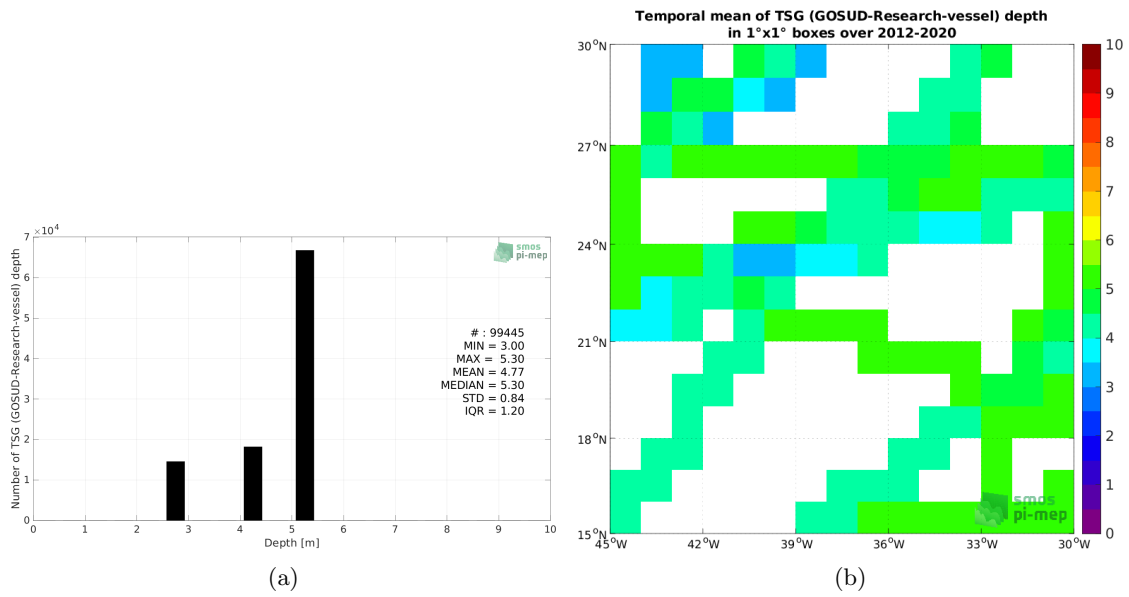 7 ×10⁴
6
5
4
3
2
1
0
0 1 2 3 4 5 6 7 8 9 10
Depth [m]
Number of TSG (GOSUD-Research-vessel) depth
smos
pi-mep
# : 99445
MIN = 3.00
MAX = 5.30
MEAN = 4.77
MEDIAN = 5.30
STD = 0.84
IQR = 1.20
(a)
Temporal mean of TSG (GOSUD-Research-vessel) depth
in 1°x1° boxes over 2012-2020
30°N
27°N
24°N
21°N
18°N
15°N
45°W 42°W 39°W 36°W 33°W 30°W
smos
pi-mep
10
9
8
7
6
5
4
3
2
1
0
(b)